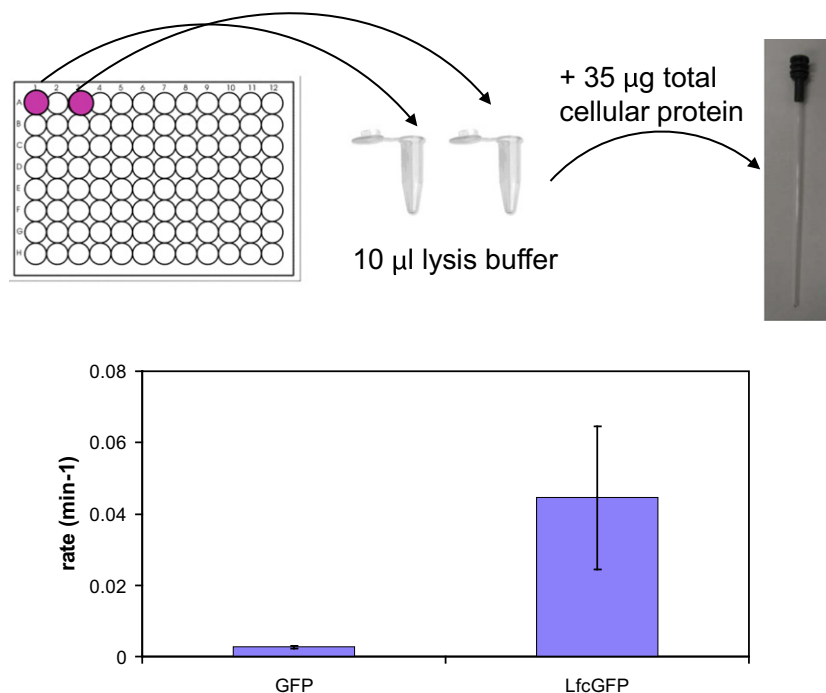 + 35 µg total
cellular protein
1 2 3 4 5 6 7 8 9 10 11 12
A
B
C
D
E
F
G
H
10 µl lysis buffer
0.08
0.06
0.04
0.02
0
rate (min-1)
GFP LfcGFP